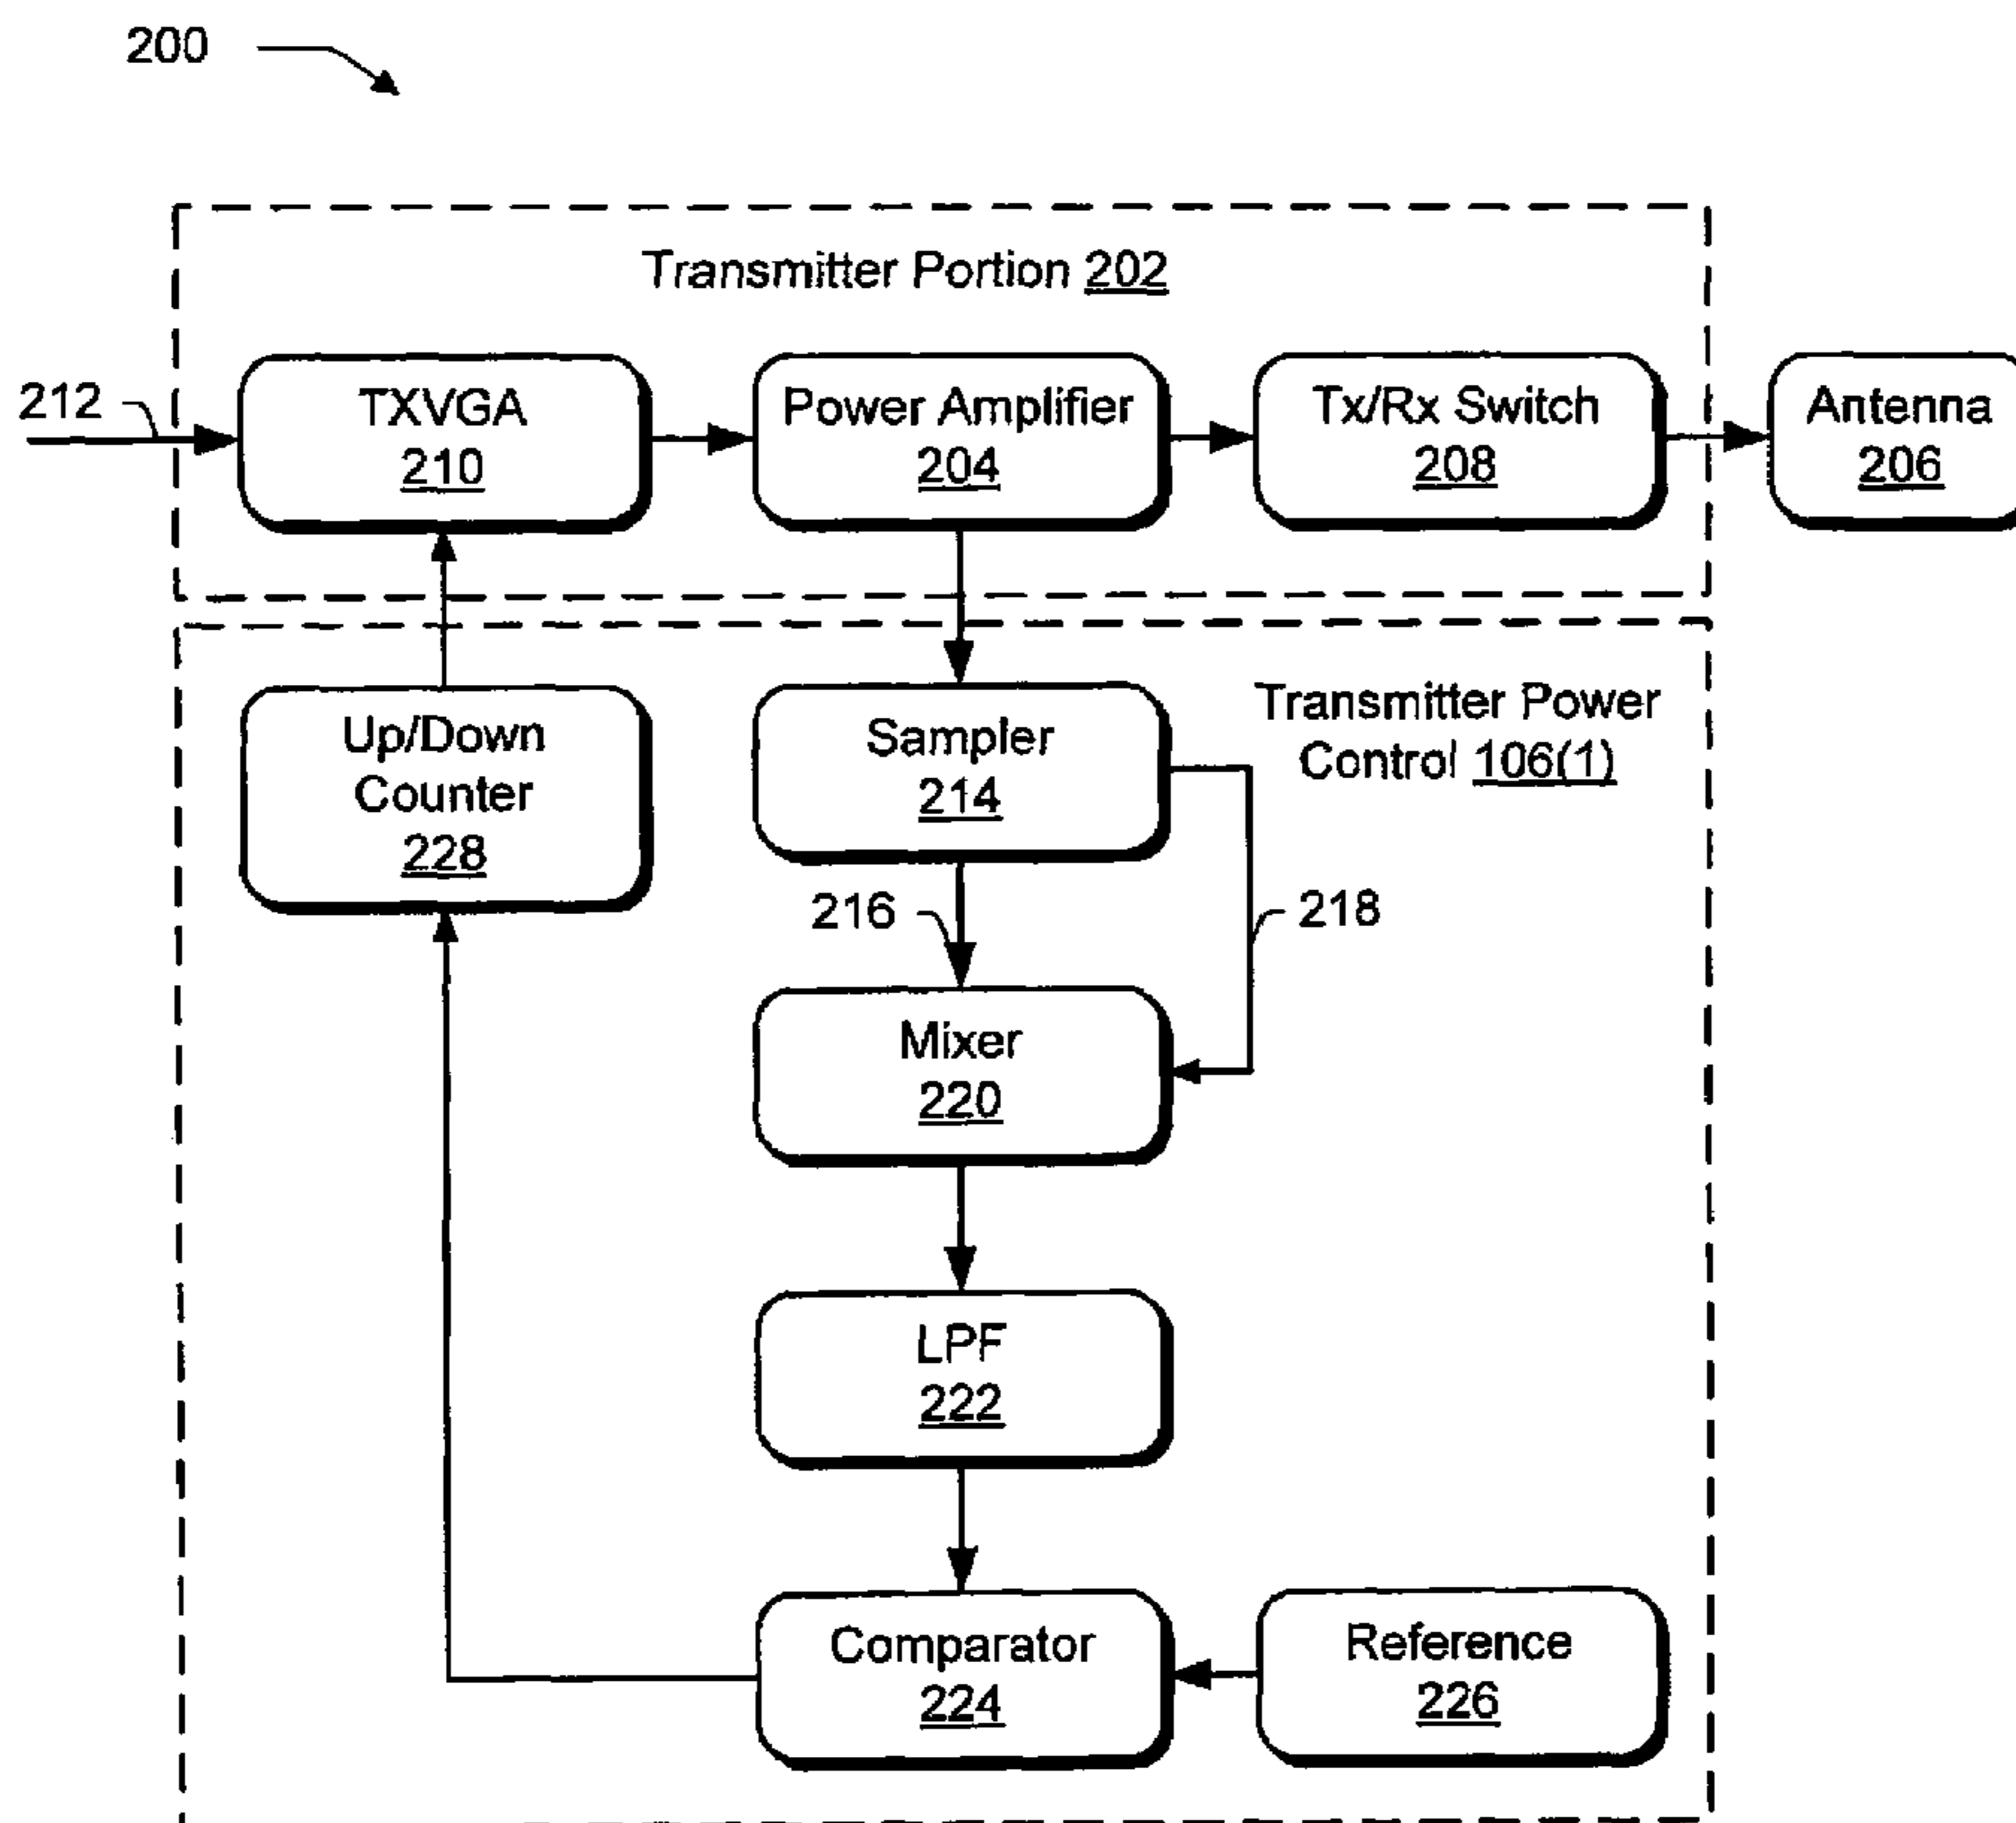 200
Transmitter Portion 202
212
TXVGA
210
Power Amplifier
204
Tx/Rx Switch
208
Antenna
206
Up/Down
Counter
228
Sampler
214
Transmitter Power
Control 106(1)
216
218
Mixer
220
LPF
222
Comparator
224
Reference
226